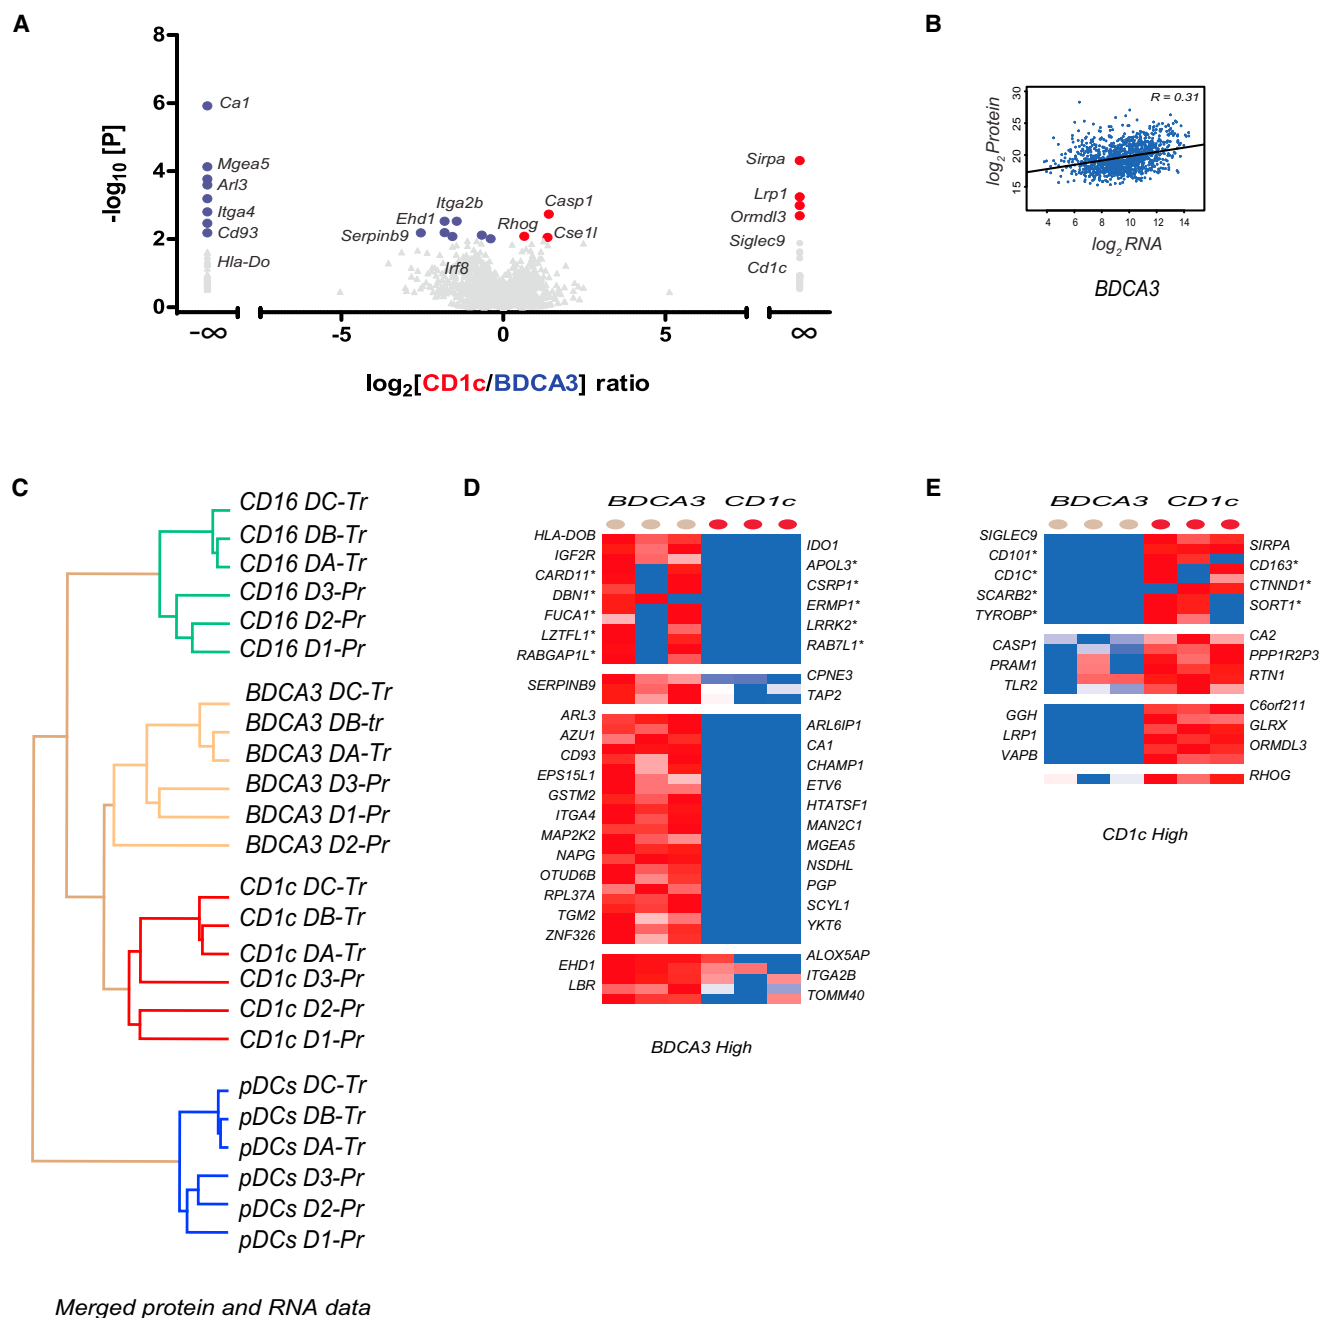 A
8
6
4
2
0
-log10 [P]
Ca1
Mgea5
Arl3
Itga4
Cd93
Hla-Do
Serpinb9
Ehd1
Itga2b
Irf8
Rhog
Casp1
Cse1l
Sirpa
Lrp1
Ormdl3
Siglec9
Cd1c
−∞
-5
0
5
∞
log2[CD1c/BDCA3] ratio
B
R = 0.31
30
25
20
15
log2Protein
4 6 8 10 12 14
log2RNA
BDCA3
C
CD16 DC-Tr
CD16 DB-Tr
CD16 DA-Tr
CD16 D3-Pr
CD16 D2-Pr
CD16 D1-Pr
BDCA3 DC-Tr
BDCA3 DB-tr
BDCA3 DA-Tr
BDCA3 D3-Pr
BDCA3 D1-Pr
BDCA3 D2-Pr
CD1c DC-Tr
CD1c DB-Tr
CD1c DA-Tr
CD1c D3-Pr
CD1c D2-Pr
CD1c D1-Pr
pDCs DC-Tr
pDCs DB-Tr
pDCs DA-Tr
pDCs D3-Pr
pDCs D2-Pr
pDCs D1-Pr
Merged protein and RNA data
D
BDCA3 CD1c
HLA-DOB
IDO1
IGF2R
APOL3*
CARD11*
CSRP1*
DBN1*
ERMP1*
FUCA1*
LRRK2*
LZTFL1*
RAB7L1*
RABGAP1L*
CPNE3
SERPINB9
TAP2
ARL3
ARL6IP1
AZU1
CA1
CD93
CHAMP1
EPS15L1
ETV6
GSTM2
HTATSF1
ITGA4
MAN2C1
MAP2K2
MGEA5
NAPG
NSDHL
OTUD6B
PGP
RPL37A
SCYL1
TGM2
YKT6
ZNF326
ALOX5AP
EHD1
ITGA2B
LBR
TOMM40
BDCA3 High
E
BDCA3 CD1c
SIGLEC9
SIRPA
CD101*
CD163*
CD1C*
CTNND1*
SCARB2*
SORT1*
TYROBP*
CA2
CASP1
PPP1R2P3
PRAM1
RTN1
TLR2
C6orf211
GGH
GLRX
LRP1
ORMDL3
VAPB
RHOG
CD1c High